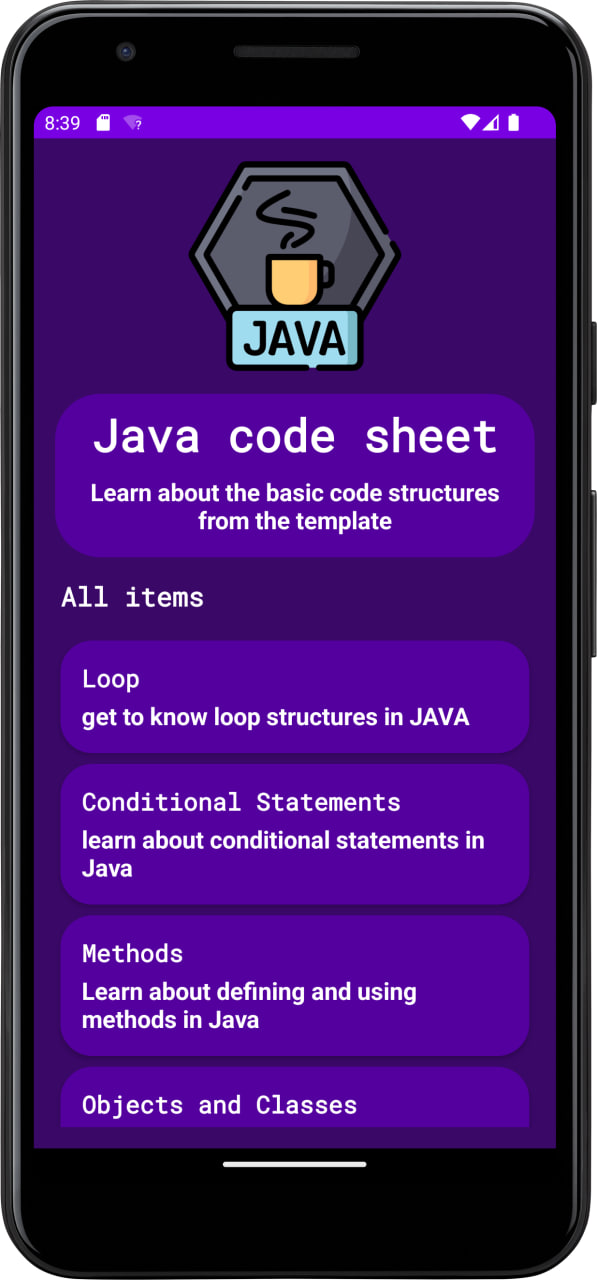 8:39
?
JAVA
Java code sheet
Learn about the basic code structures
from the template
All items
Loop
get to know loop structures in JAVA
Conditional Statements
learn about conditional statements in
Java
Methods
Learn about defining and using
methods in Java
Objects and Classes